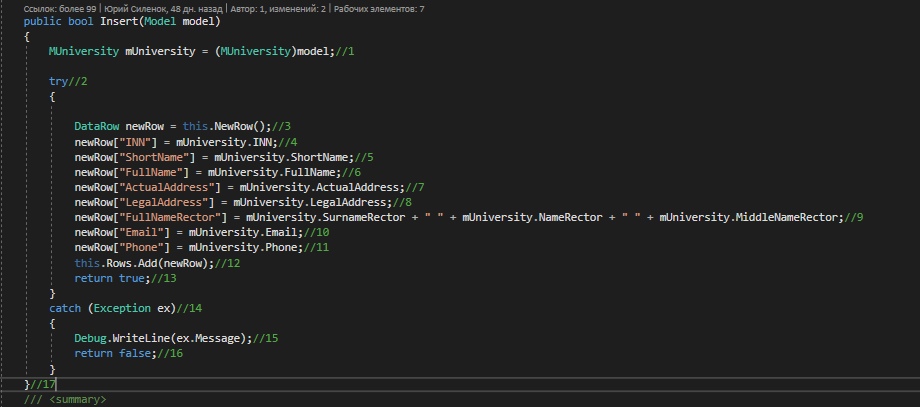 Ссылок: более 99 | Юрий Силенок, 48 дн. назад | Автор: 1, изменений: 2 | Рабочих элементов: 7
public bool Insert(Model model)
{
MUniversity mUniversity = (MUniversity)model;//1
try//2
{
DataRow newRow = this.NewRow();//3
newRow["INN"] = mUniversity.INN;//4
newRow["ShortName"] = mUniversity.ShortName;//5
newRow["FullName"] = mUniversity.FullName;//6
newRow["ActualAddress"] = mUniversity.ActualAddress;//7
newRow["LegalAddress"] = mUniversity.LegalAddress;//8
newRow["FullNameRector"] = mUniversity.SurnameRector + " " + mUniversity.NameRector + " " + mUniversity.MiddleNameRector;//9
newRow["Email"] = mUniversity.Email;//10
newRow["Phone"] = mUniversity.Phone;//11
this.Rows.Add(newRow);//12
return true;//13
}
catch (Exception ex)//14
{
Debug.WriteLine(ex.Message);//15
return false;//16
}
}//17
/// <summary>